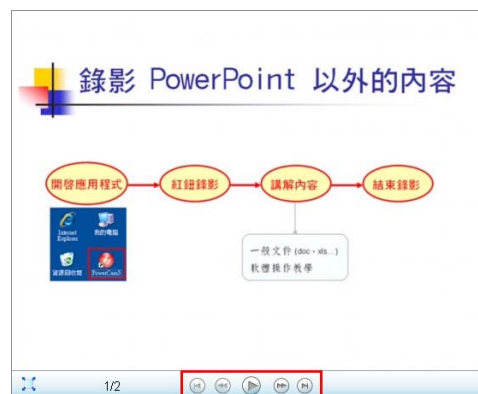 錄影 PowerPoint 以外的內容
開啟應用程式
紅鈕錄影
講解內容
結束錄影
Internet Explorer
我的電腦
資源回收筒
PowerCam5
一般文件 (doc、xls...)
軟體操作教學
1/2